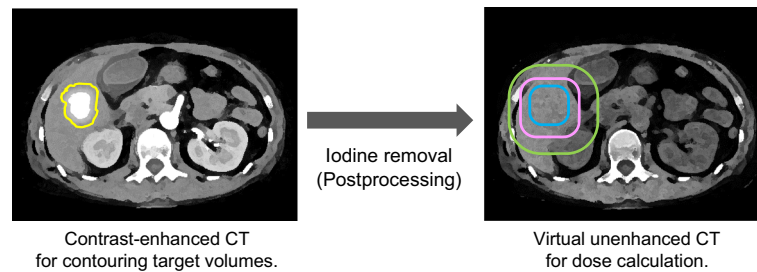 Iodine removal
(Postprocessing)
Contrast-enhanced CT
for contouring target volumes.
Virtual unenhanced CT
for dose calculation.